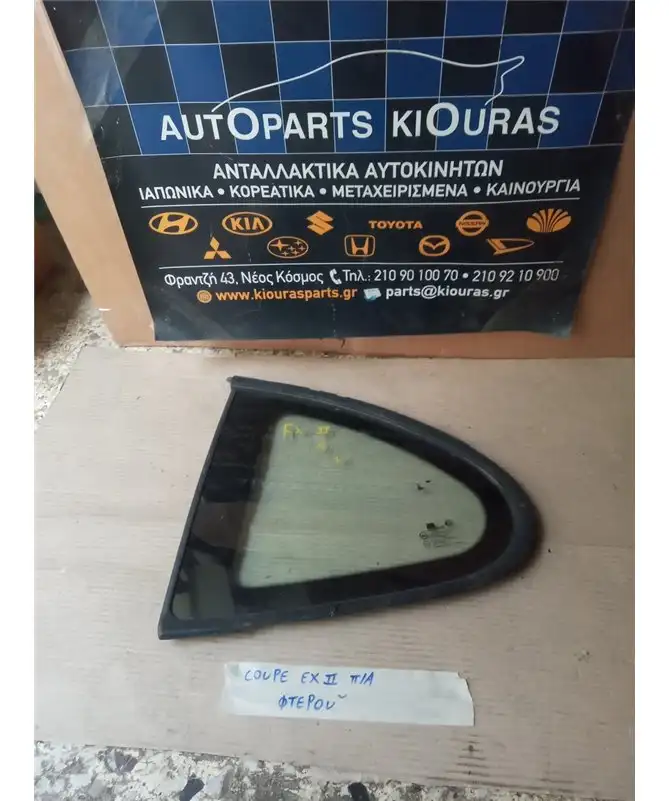 AUTOPARTS KIOURAS
ΑΝΤΑΛΛΑΚΤΙΚΑ ΑΥΤΟΚΙΝΗΤΩΝ
ΙΑΠΩΝΙΚΑ • ΚΟΡΕΑΤΙΚΑ • ΜΕΤΑΧΕΙΡΙΣΜΕΝΑ • ΚΑΙΝΟΥΡΓΙΑ
KIA TOYOTA NISSAN
Φραντζή 43, Νέος Κόσμος Τηλ.: 210 90 100 70 • 210 92 10 900
www.kiourasparts.gr parts@kiouras.gr
EX II
COUPE EX II Π/Α
ΦΤΕΡΟΥ